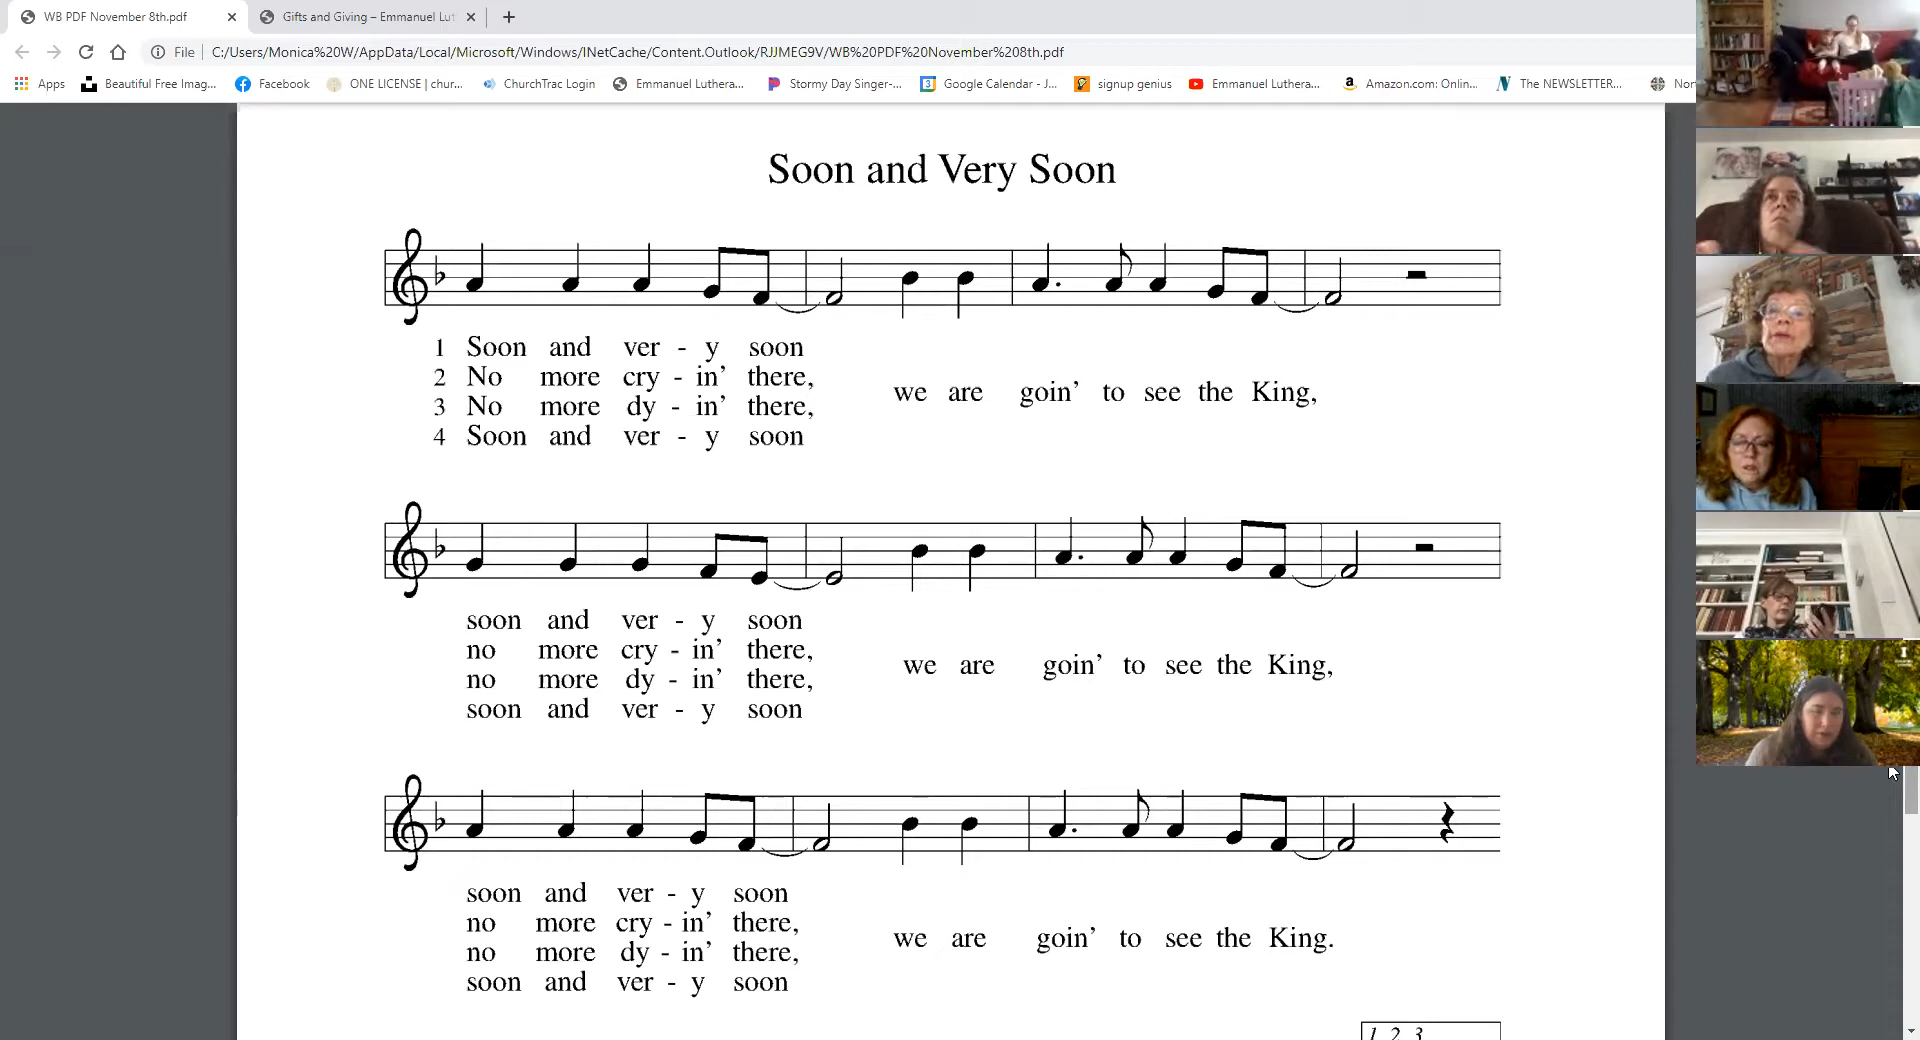 WB PDF November 8th.pdf
Gifts and Giving – Emmanuel Lut
File
C:/Users/Monica%20W/AppData/Local/Microsoft/Windows/INetCache/Content.Outlook/RJJMEG9V/WB%20PDF%20November%208th.pdf
Apps Beautiful Free Imag... Facebook ONE LICENSE | chur... ChurchTrac Login Emmanuel Luthera... Stormy Day Singer-... Google Calendar - J... signup genius Emmanuel Luthera... Amazon.com: Onlin... The NEWSLETTER... Nor
Soon and Very Soon
1 Soon and ver - y soon
2 No more cry - in’ there,
3 No more dy - in’ there,
4 Soon and ver - y soon
we are goin’ to see the King,
soon and ver - y soon
no more cry - in’ there,
no more dy - in’ there,
soon and ver - y soon
we are goin’ to see the King,
soon and ver - y soon
no more cry - in’ there,
no more dy - in’ there,
soon and ver - y soon
we are goin’ to see the King.
1 2 3